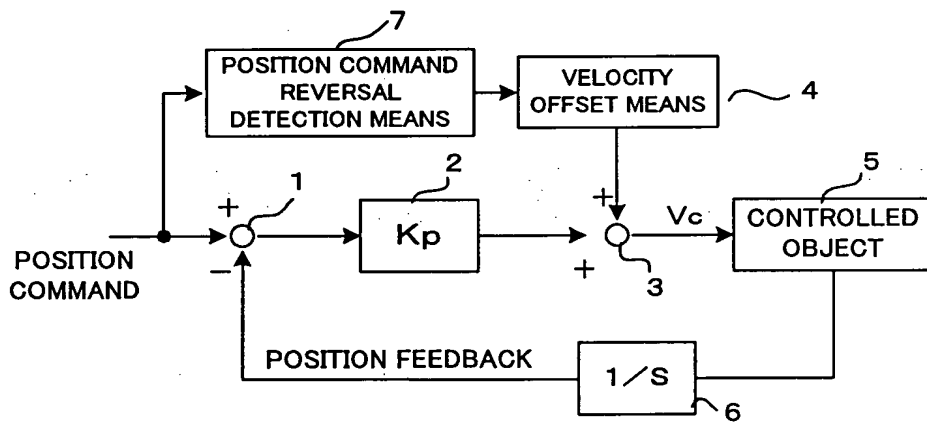 7
POSITION COMMAND
REVERSAL
DETECTION MEANS
VELOCITY
OFFSET MEANS
4
1
2
5
+
+
Kp
+
Vc
CONTROLLED
OBJECT
−
3
POSITION
COMMAND
POSITION FEEDBACK
1/S
6